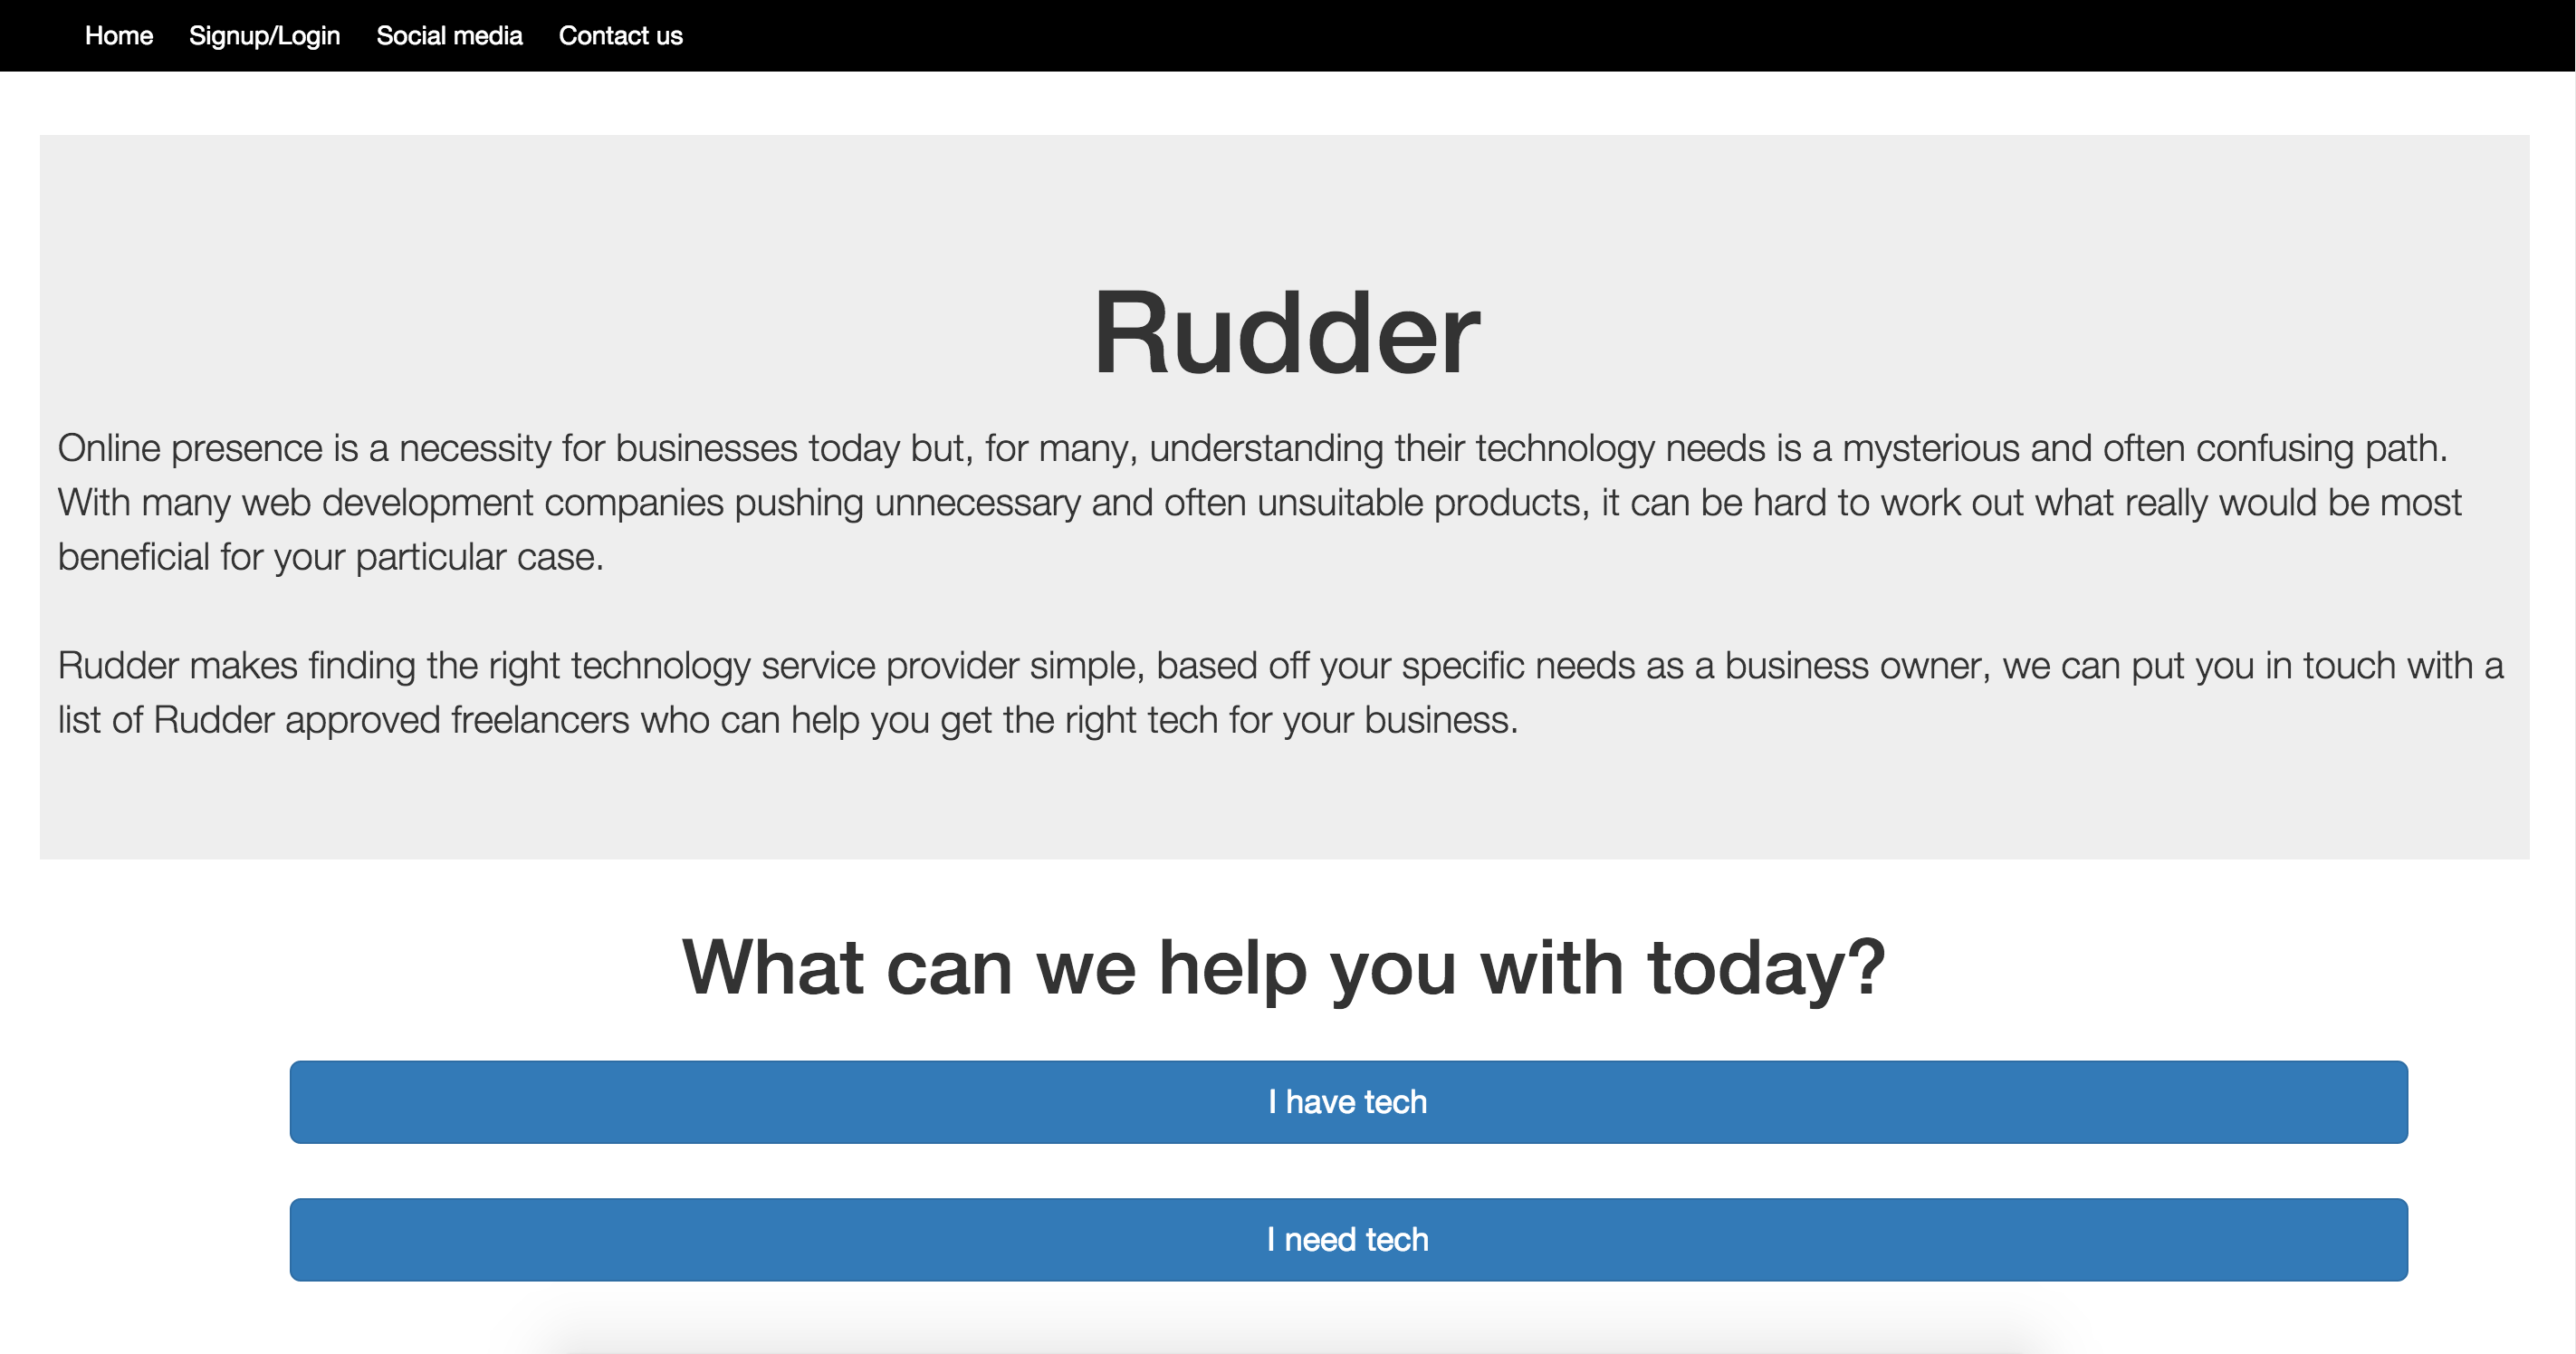 Home Signup/Login Social media Contact us
Rudder
Online presence is a necessity for businesses today but, for many, understanding their technology needs is a mysterious and often confusing path.
With many web development companies pushing unnecessary and often unsuitable products, it can be hard to work out what really would be most
beneficial for your particular case.
Rudder makes finding the right technology service provider simple, based off your specific needs as a business owner, we can put you in touch with a
list of Rudder approved freelancers who can help you get the right tech for your business.
What can we help you with today?
I have tech
I need tech